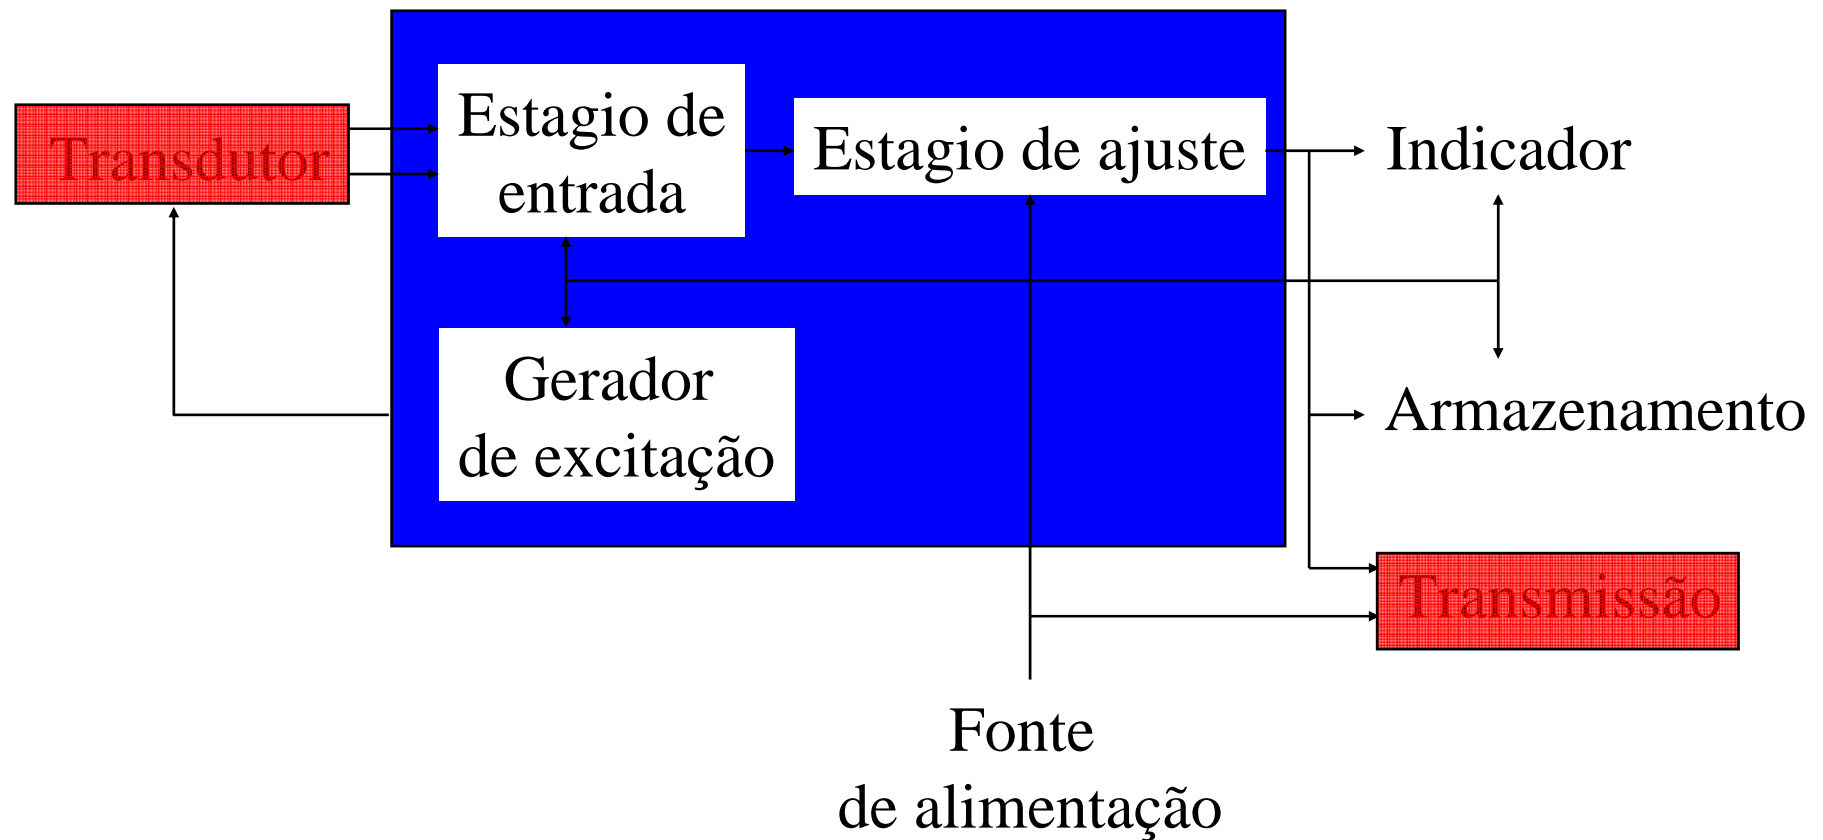 Transdutor
Estagio de
entrada
Estagio de ajuste
Indicador
Gerador
de excitação
Armazenamento
Transmissão
Fonte
de alimentação